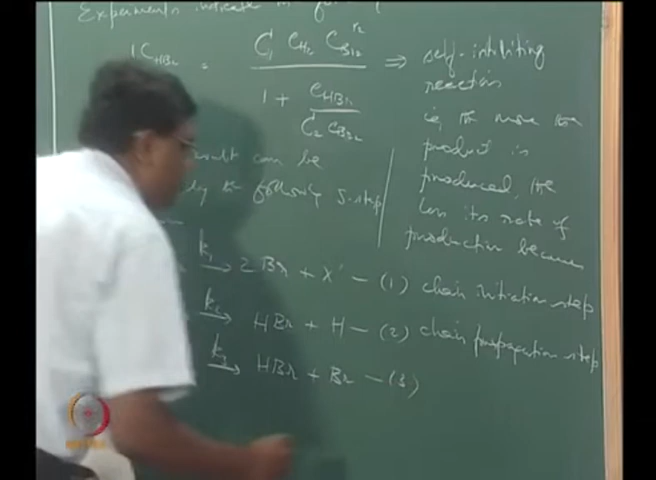 Experiments indicate
C₁ C_H₂ C_Br₂^1/2
1 C_HBr = ⇒ self-inhibiting
1 + C_HBr / C₂ C_Br₂
reaction
ie, the more the
product is
produced, the
less its rate of
production becomes
result can be
by the following 5-step
k₁ → 2 Br + X' — (1) chain initiation step
k₂ → HBr + H — (2) chain propagation step
k₃ → HBr + Br — (3)